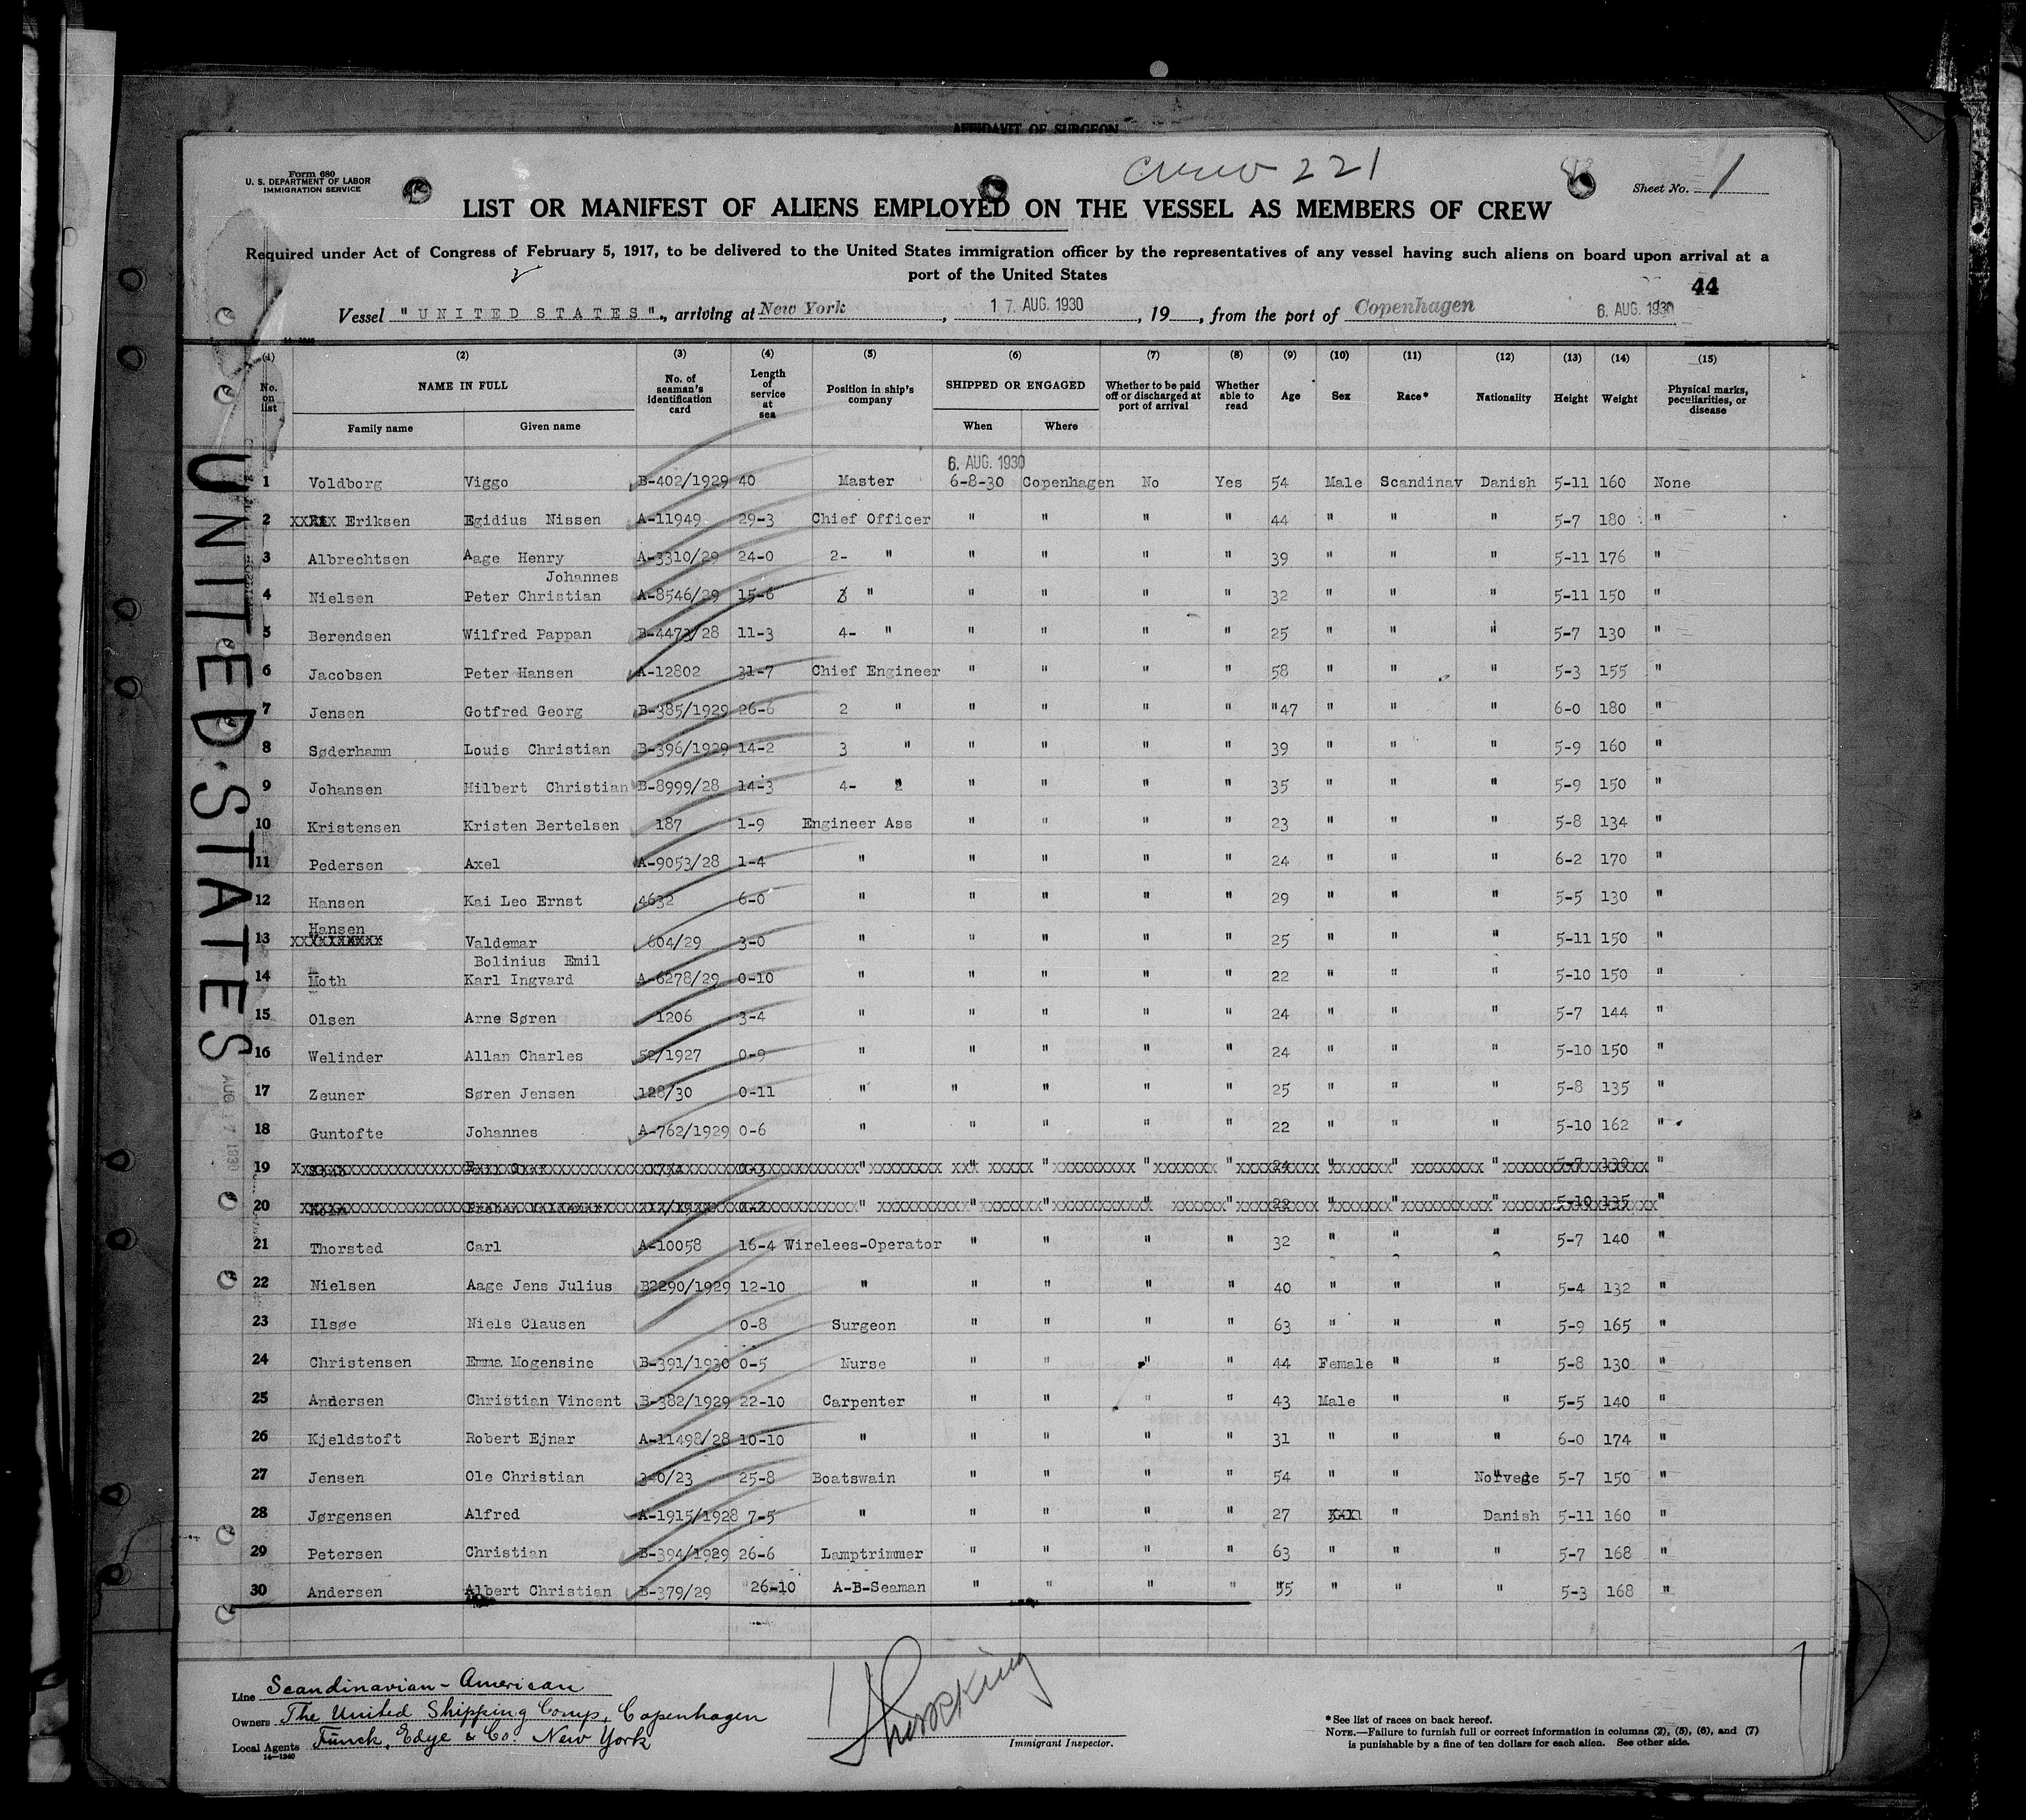 AFFIDAVIT OF SURGEON
Form 680
U. S. DEPARTMENT OF LABOR
IMMIGRATION SERVICE
Crew 221
Sheet No. 1
LIST OR MANIFEST OF ALIENS EMPLOYED ON THE VESSEL AS MEMBERS OF CREW
Required under Act of Congress of February 5, 1917, to be delivered to the United States immigration officer by the representatives of any vessel having such aliens on board upon arrival at a
port of the United States
44
Vessel "UNITED STATES"., arriving at New York, 17. AUG. 1930, 19__, from the port of Copenhagen 6. AUG. 1930
(1) (2) (3) (4) (5) (6) (7) (8) (9) (10) (11) (12) (13) (14) (15)
No. on list NAME IN FULL Family name Given name No. of seaman's identification card Length of service at sea Position in ship's company SHIPPED OR ENGAGED When Where Whether to be paid off or discharged at port of arrival Whether able to read Age Sex Race* Nationality Height Weight Physical marks, peculiarities, or disease
6. AUG. 1930
1 Voldborg Viggo B-402/1929 40 Master 6-8-30 Copenhagen No Yes 54 Male Scandinav Danish 5-11 160 None
2 Eriksen Egidius Nissen A-11949 29-3 Chief Officer " " " " 44 " " " 5-7 180 "
3 Albrechtsen Aage Henry A-3310/29 24-0 2- " " " " " 39 " " " 5-11 176 "
Johannes
4 Nielsen Peter Christian A-8546/29 15-6 3 " " " " " 32 " " " 5-11 150 "
5 Berendsen Wilfred Pappan B-4473/28 11-3 4- " " " " " 25 " " " 5-7 130 "
6 Jacobsen Peter Hansen A-12802 31-7 Chief Engineer " " " " 58 " " " 5-3 155 "
7 Jensen Gotfred Georg B-385/1929 26-6 2 " " " " " "47 " " " 6-0 180 "
8 Søderhamn Louis Christian B-396/1929 14-2 3 " " " " " 39 " " " 5-9 160 "
9 Johansen Hilbert Christian B-8999/28 14-3 4- " " " " " 35 " " " 5-9 150 "
10 Kristensen Kristen Bertelsen 187 1-9 Engineer Ass " " " " 23 " " " 5-8 134 "
11 Pedersen Axel A-9053/28 1-4 " " " " " 24 " " " 6-2 170 "
12 Hansen Kai Leo Ernst 4632 6-0 " " " " " 29 " " " 5-5 130 "
Hansen
13 Valdemar 604/29 3-0 " " " " " 25 " " " 5-11 150 "
Bolinius Emil
14 Moth Karl Ingvard A-6278/29 0-10 " " " " " 22 " " " 5-10 150 "
15 Olsen Arne Søren 1206 3-4 " " " " " 24 " " " 5-7 144 "
16 Welinder Allan Charles 52/1927 0-9 " " " " " 24 " " " 5-10 150 "
17 Zeuner Søren Jensen 128/30 0-11 " " " " " 25 " " " 5-8 135 "
18 Guntofte Johannes A-762/1929 0-6 " " " " " 22 " " " 5-10 162 "
19 0-3 " " " " " 24 " " " 5-7 130 "
20 " " " " " 22 " " " 5-10 135 "
21 Thorsted Carl A-10058 16-4 Wirelees-Operator " " " " 32 " " " 5-7 140 "
22 Nielsen Aage Jens Julius B2290/1929 12-10 " " " " " 40 " " " 5-4 132 "
23 Ilsøe Niels Clausen 0-8 Surgeon " " " " 63 " " " 5-9 165 "
24 Christensen Emma Mogensine B-391/1930 0-5 Nurse " " " " 44 Female " " 5-8 130 "
25 Andersen Christian Vincent B-382/1929 22-10 Carpenter " " " " 43 Male " " 5-5 140 "
26 Kjeldstoft Robert Ejnar A-11498/28 10-10 " " " " " 31 " " " 6-0 174 "
27 Jensen Ole Christian 340/23 25-8 Boatswain " " " " 54 " " Norvege 5-7 150 "
28 Jørgensen Alfred A-1915/1928 7-5 " " " " " 27 " Danish 5-11 160 "
29 Petersen Christian B-394/1929 26-6 Lamptrimmer " " " " 63 " " " 5-7 168 "
30 Andersen Albert Christian B-379/29 26-10 A-B-Seaman " " " " 55 " " " 5-3 168 "
UNITED STATES
AUG 17 1930
Line Scandinavian-American
Owners The United Shipping Comp, Copenhagen
Local Agents Funck, Edye & Co. New York
14—1240
Immigrant Inspector.
*See list of races on back hereof.
NOTE.—Failure to furnish full or correct information in columns (2), (5), (6), and (7)
is punishable by a fine of ten dollars for each alien. See other side.